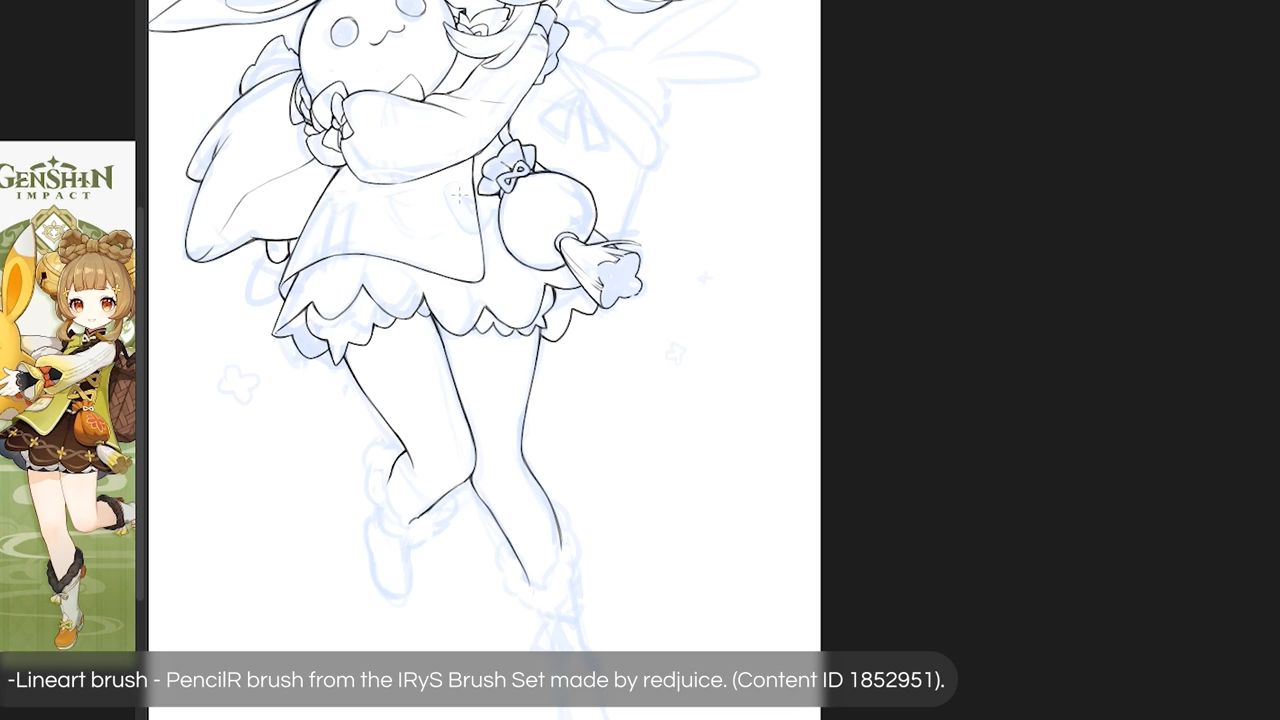 GENSHIN
IMPACT
-Lineart brush - PencilR brush from the IRyS Brush Set made by redjuice. (Content ID 1852951).